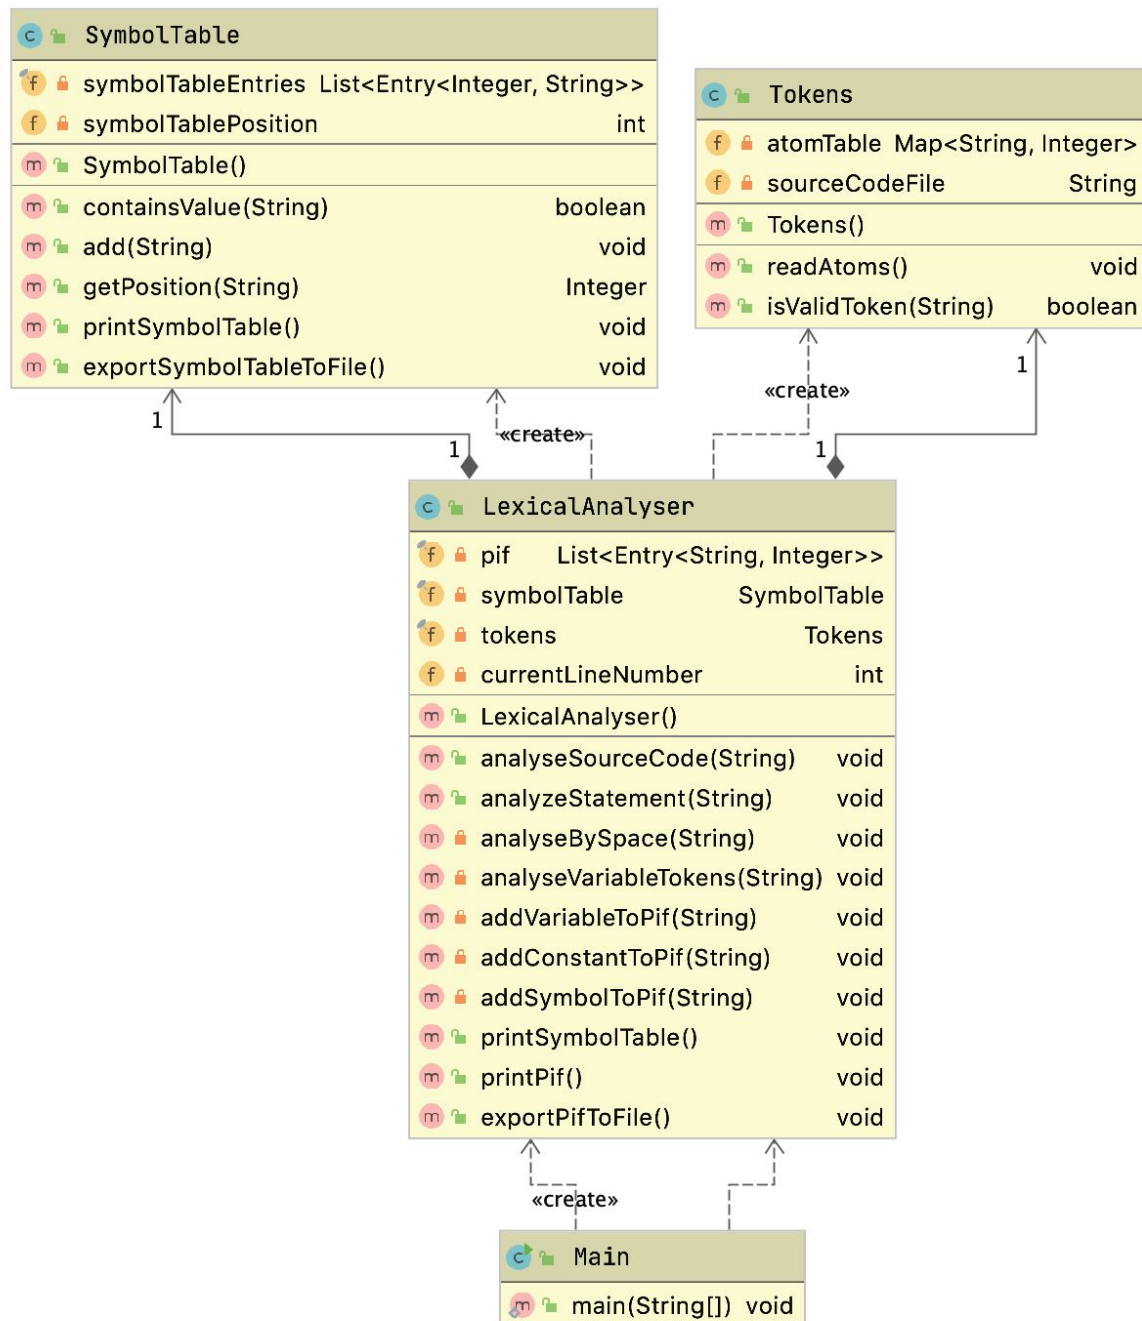 SymbolTable
symbolTableEntries List<Entry<Integer, String>>
symbolTablePosition int
SymbolTable()
containsValue(String) boolean
add(String) void
getPosition(String) Integer
printSymbolTable() void
exportSymbolTableToFile() void
Tokens
atomTable Map<String, Integer>
sourceCodeFile String
Tokens()
readAtoms() void
isValidToken(String) boolean
1
«create»
1
«create»
1
1
LexicalAnalyser
pif List<Entry<String, Integer>>
symbolTable SymbolTable
tokens Tokens
currentLineNumber int
LexicalAnalyser()
analyseSourceCode(String) void
analyzeStatement(String) void
analyseBySpace(String) void
analyseVariableTokens(String) void
addVariableToPif(String) void
addConstantToPif(String) void
addSymbolToPif(String) void
printSymbolTable() void
printPif() void
exportPifToFile() void
«create»
Main
main(String[]) void